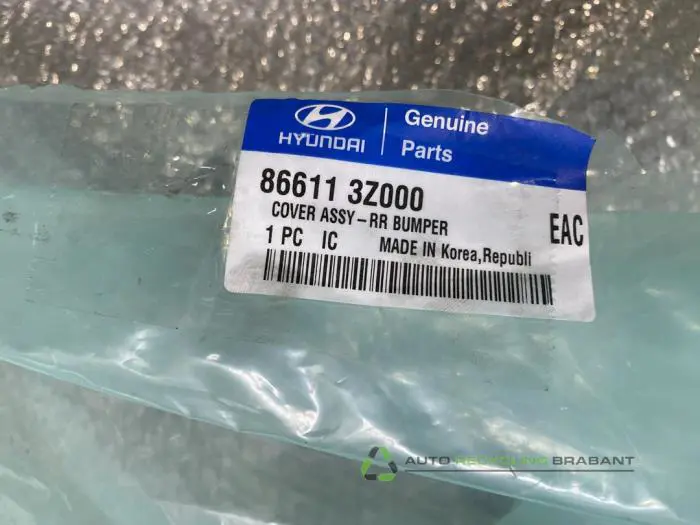 HYUNDAI
Genuine
Parts
86611 3Z000
COVER ASSY-RR BUMPER
1 PC IC MADE IN Korea,Republi
EAC
AUTO RECYCLING BRABANT